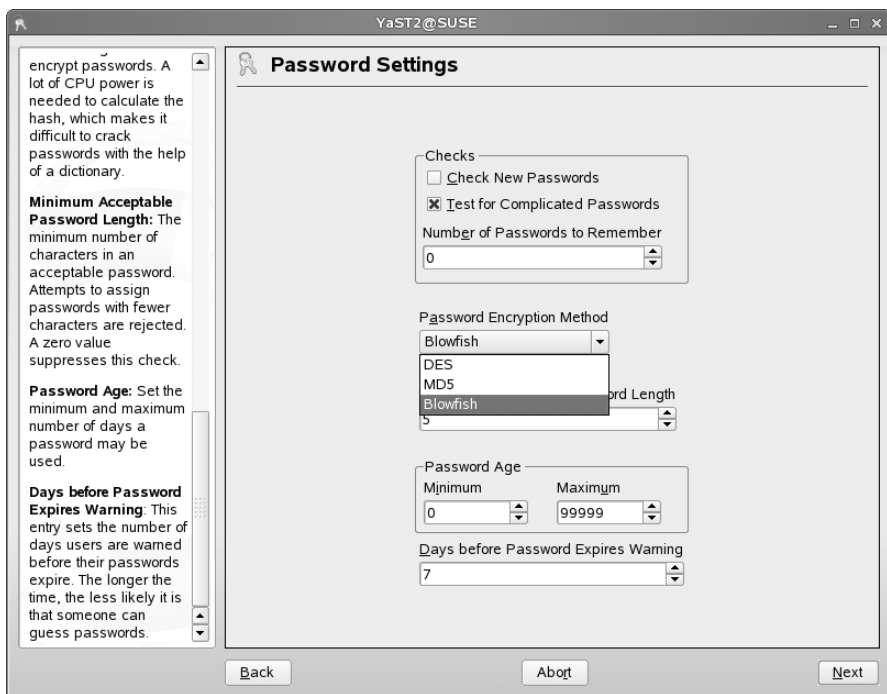 YaST2@SUSE
encrypt passwords. A
lot of CPU power is
needed to calculate the
hash, which makes it
difficult to crack
passwords with the help
of a dictionary.
Minimum Acceptable
Password Length: The
minimum number of
characters in an
acceptable password.
Attempts to assign
passwords with fewer
characters are rejected.
A zero value
suppresses this check.
Password Age: Set the
minimum and maximum
number of days a
password may be
used.
Days before Password
Expires Warning: This
entry sets the number of
days users are warned
before their passwords
expire. The longer the
time, the less likely it is
that someone can
guess passwords.
Password Settings
Checks
Check New Passwords
Test for Complicated Passwords
Number of Passwords to Remember
0
Password Encryption Method
Blowfish
DES
MD5
Blowfish
Length
5
Password Age
Minimum Maximum
0 99999
Days before Password Expires Warning
7
Back Abort Next